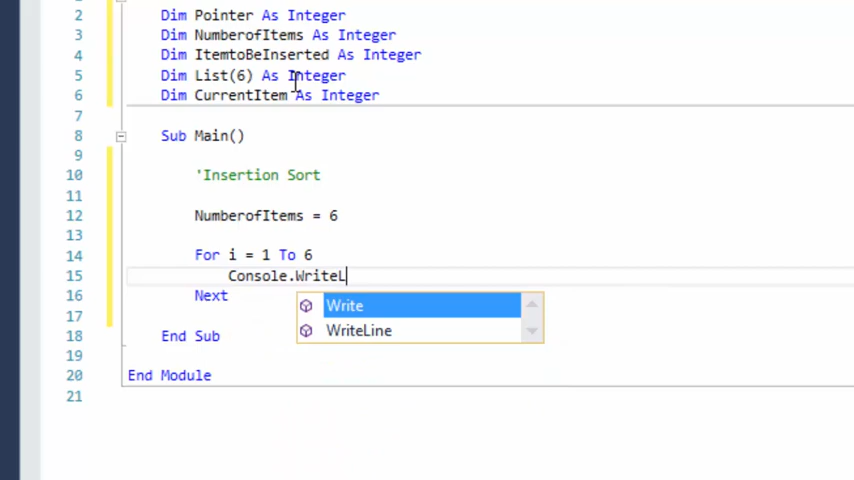 2 Dim Pointer As Integer
3 Dim NumberofItems As Integer
4 Dim ItemtoBeInserted As Integer
5 Dim List(6) As Integer
6 Dim CurrentItem As Integer
7
8 Sub Main()
9
10 'Insertion Sort
11
12 NumberofItems = 6
13
14 For i = 1 To 6
15 Console.WriteL
16 Next
Write
17
WriteLine
18 End Sub
19
20 End Module
21